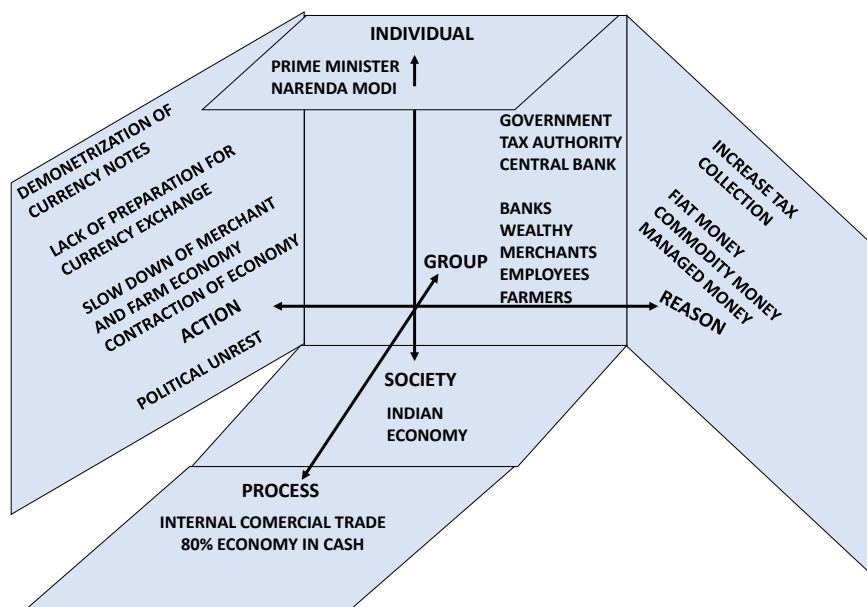 INDIVIDUAL
PRIME MINISTER
NARENDA MODI
GOVERNMENT
TAX AUTHORITY
CENTRAL BANK
BANKS
WEALTHY
MERCHANTS
EMPLOYEES
FARMERS
GROUP
DEMONETRIZATION OF
CURRENCY NOTES
LACK OF PREPARATION FOR
CURRENCY EXCHANGE
SLOW DOWN OF MERCHANT
AND FARM ECONOMY
CONTRACTION OF ECONOMY
ACTION
POLITICAL UNREST
INCREASE TAX
COLLECTION
FIAT MONEY
COMMODITY MONEY
MANAGED MONEY
REASON
SOCIETY
INDIAN
ECONOMY
PROCESS
INTERNAL COMERCIAL TRADE
80% ECONOMY IN CASH